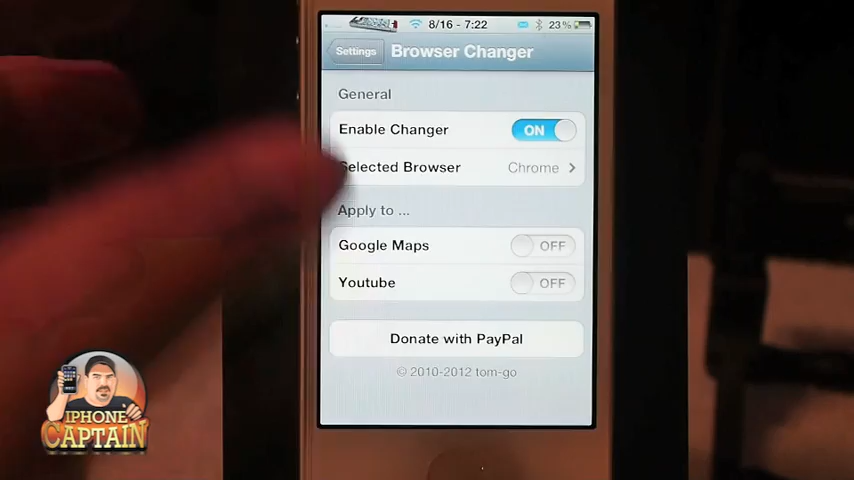 8/16 - 7:22 23%
Settings Browser Changer
General
Enable Changer ON
Selected Browser Chrome
Apply to ...
Google Maps OFF
Youtube OFF
Donate with PayPal
© 2010-2012 tom-go
IPHONE
CAPTAIN